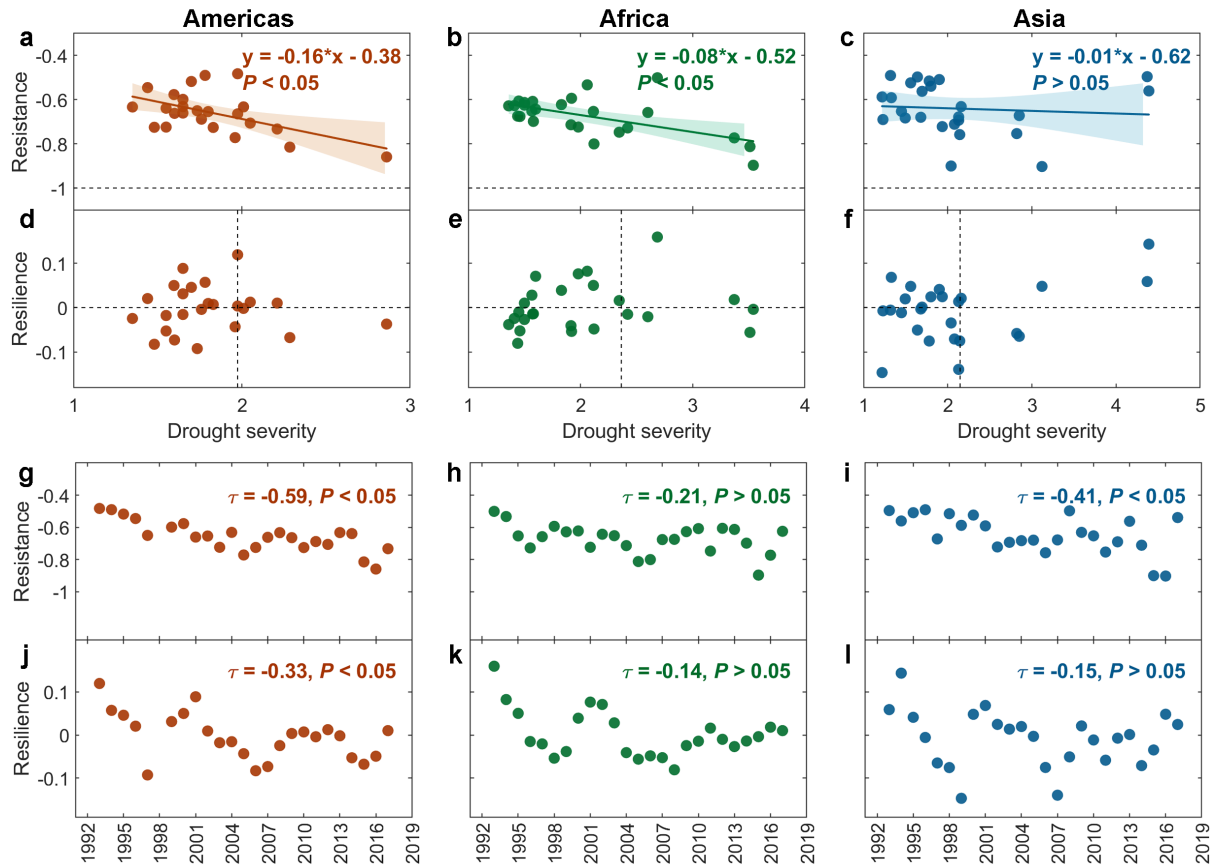 Americas Africa Asia
a b c
y = -0.16*x - 0.38 y = -0.08*x - 0.52 y = -0.01*x - 0.62
P < 0.05 P < 0.05 P > 0.05
Resistance
-0.4
-0.6
-0.8
-1
d e f
Resilience
0.1
0
-0.1
1 2 3 1 2 3 4 1 2 3 4 5
Drought severity Drought severity Drought severity
g h i
τ = -0.59, P < 0.05 τ = -0.21, P > 0.05 τ = -0.41, P < 0.05
Resistance
-0.4
-0.6
-0.8
-1
j k l
τ = -0.33, P < 0.05 τ = -0.14, P > 0.05 τ = -0.15, P > 0.05
Resilience
0.1
0
-0.1
1992 1995 1998 2001 2004 2007 2010 2013 2016 2019 1992 1995 1998 2001 2004 2007 2010 2013 2016 2019 1992 1995 1998 2001 2004 2007 2010 2013 2016 2019